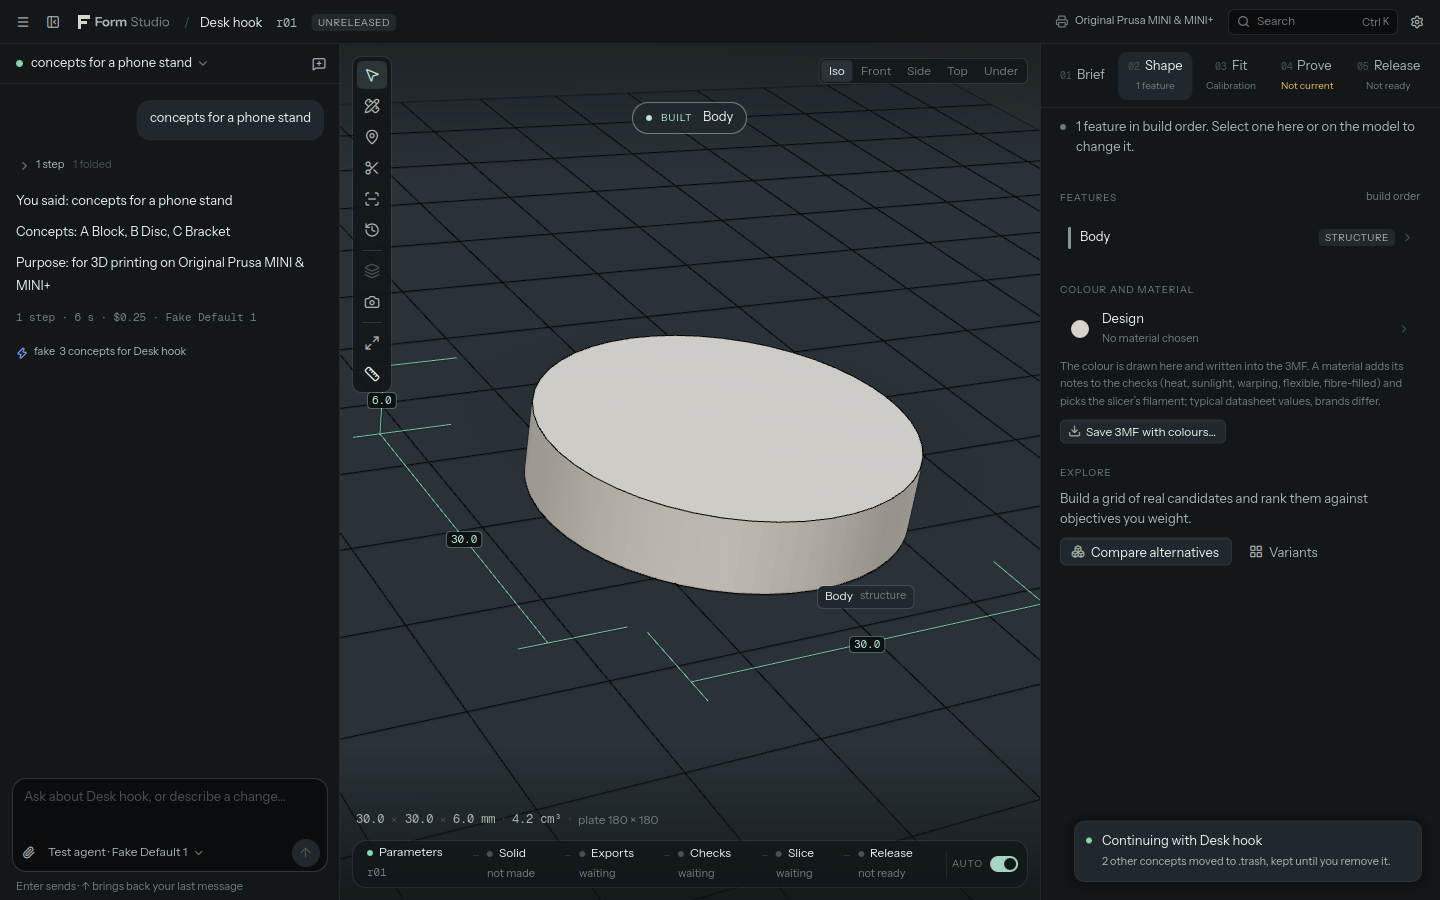 Form Studio / Desk hook r01 UNRELEASED
Original Prusa MINI & MINI+
Search Ctrl K
concepts for a phone stand
concepts for a phone stand
1 step 1 folded
You said: concepts for a phone stand
Concepts: A Block, B Disc, C Bracket
Purpose: for 3D printing on Original Prusa MINI &
MINI+
1 step · 6 s · $0.25 · Fake Default 1
fake 3 concepts for Desk hook
Ask about Desk hook, or describe a change...
Test agent · Fake Default 1
Enter sends · ↑ brings back your last message
Iso Front Side Top Under
BUILT Body
6.0
30.0
30.0
Body structure
30.0 × 30.0 × 6.0 mm · 4.2 cm³ · plate 180 × 180
Parameters
r01
Solid
not made
Exports
waiting
Checks
waiting
Slice
waiting
Release
not ready
AUTO
01 Brief
02 Shape
1 feature
03 Fit
Calibration
04 Prove
Not current
05 Release
Not ready
1 feature in build order. Select one here or on the model to
change it.
FEATURES build order
Body STRUCTURE
COLOUR AND MATERIAL
Design
No material chosen
The colour is drawn here and written into the 3MF. A material adds its
notes to the checks (heat, sunlight, warping, flexible, fibre-filled) and
picks the slicer's filament; typical datasheet values, brands differ.
Save 3MF with colours...
EXPLORE
Build a grid of real candidates and rank them against
objectives you weight.
Compare alternatives
Variants
Continuing with Desk hook
2 other concepts moved to .trash, kept until you remove it.